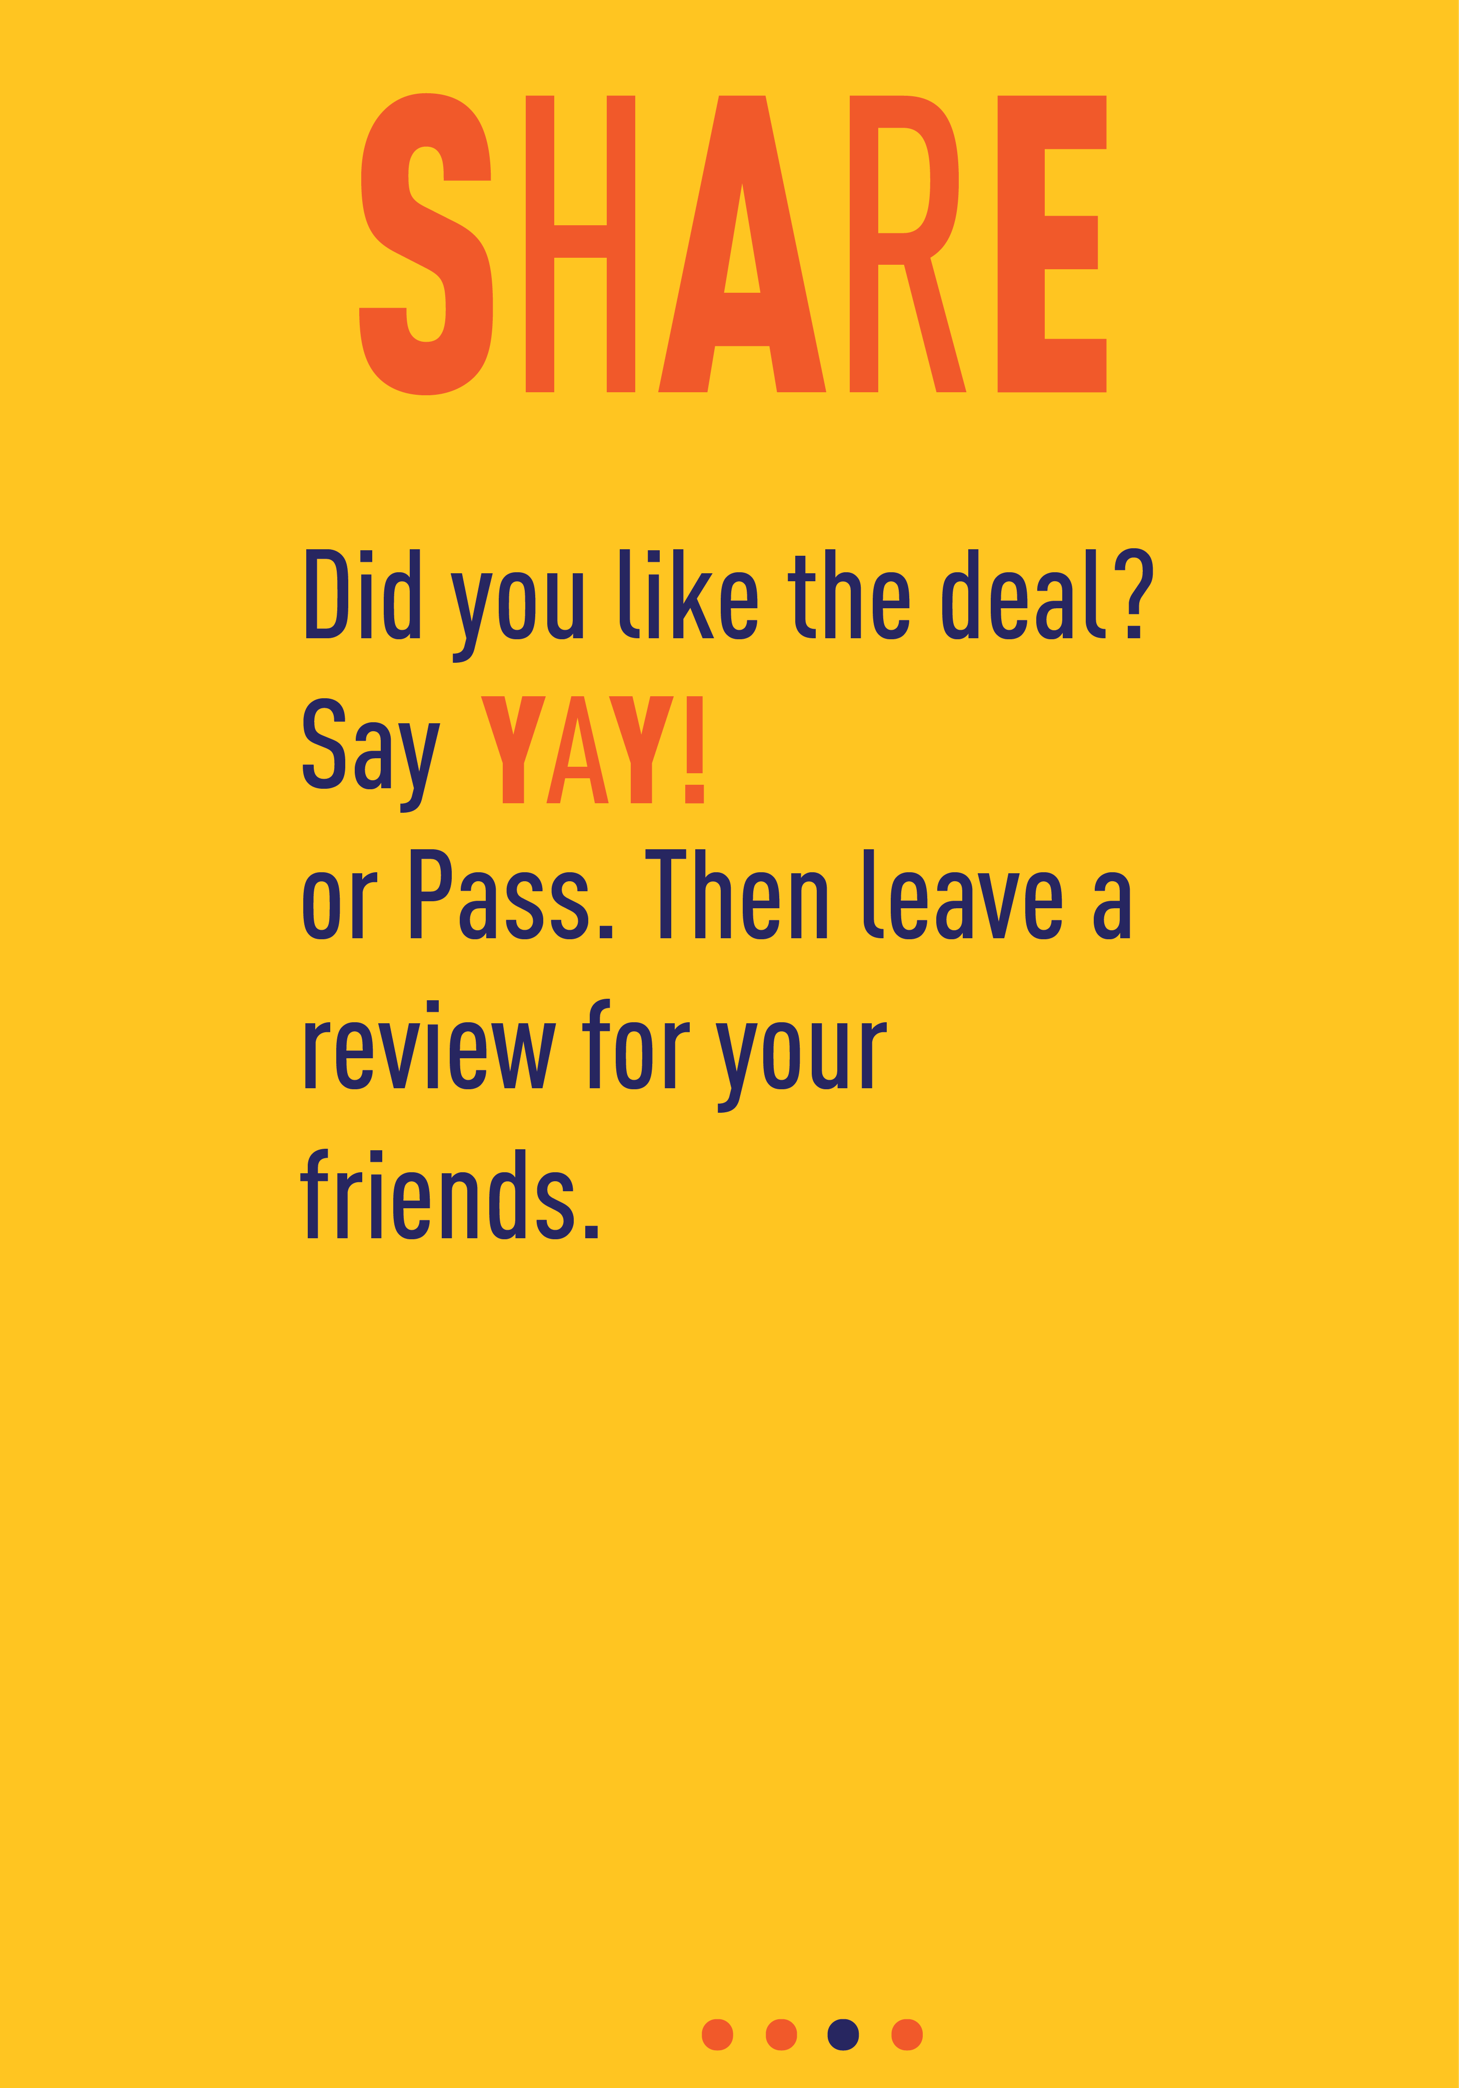 SHARE
Did you like the deal?
Say YAY!
or Pass. Then leave a
review for your
friends.